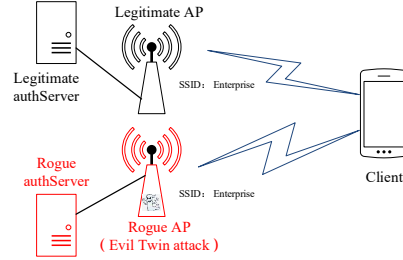 Legitimate AP
Legitimate
authServer
SSID： Enterprise
Client
Rogue
authServer
SSID： Enterprise
Rogue AP
( Evil Twin attack )